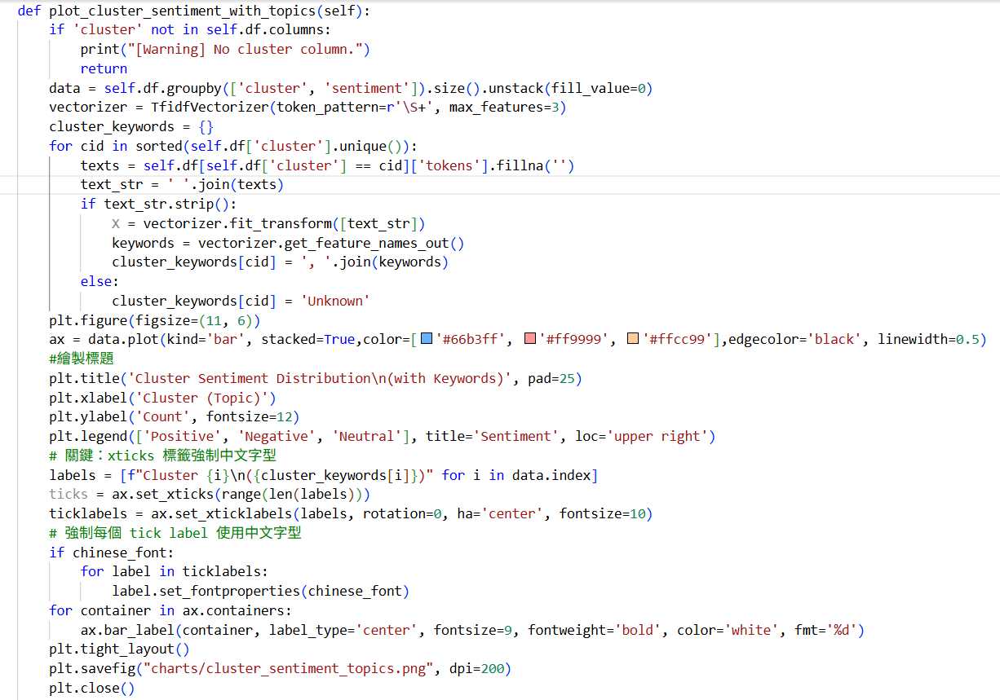 def plot_cluster_sentiment_with_topics(self):
    if 'cluster' not in self.df.columns:
        print("[Warning] No cluster column.")
        return
    data = self.df.groupby(['cluster', 'sentiment']).size().unstack(fill_value=0)
    vectorizer = TfidfVectorizer(token_pattern=r'\S+', max_features=3)
    cluster_keywords = {}
    for cid in sorted(self.df['cluster'].unique()):
        texts = self.df[self.df['cluster'] == cid]['tokens'].fillna('')
        text_str = ' '.join(texts)
        if text_str.strip():
            X = vectorizer.fit_transform([text_str])
            keywords = vectorizer.get_feature_names_out()
            cluster_keywords[cid] = ', '.join(keywords)
        else:
            cluster_keywords[cid] = 'Unknown'
    plt.figure(figsize=(11, 6))
    ax = data.plot(kind='bar', stacked=True,color=['#66b3ff', '#ff9999', '#ffcc99'],edgecolor='black', linewidth=0.5)
    #繪製標題
    plt.title('Cluster Sentiment Distribution\n(with Keywords)', pad=25)
    plt.xlabel('Cluster (Topic)')
    plt.ylabel('Count', fontsize=12)
    plt.legend(['Positive', 'Negative', 'Neutral'], title='Sentiment', loc='upper right')
    # 關鍵：xticks 標籤強制中文字型
    labels = [f"Cluster {i}\n({cluster_keywords[i]})" for i in data.index]
    ticks = ax.set_xticks(range(len(labels)))
    ticklabels = ax.set_xticklabels(labels, rotation=0, ha='center', fontsize=10)
    # 強制每個 tick label 使用中文字型
    if chinese_font:
        for label in ticklabels:
            label.set_fontproperties(chinese_font)
    for container in ax.containers:
        ax.bar_label(container, label_type='center', fontsize=9, fontweight='bold', color='white', fmt='%d')
    plt.tight_layout()
    plt.savefig("charts/cluster_sentiment_topics.png", dpi=200)
    plt.close()